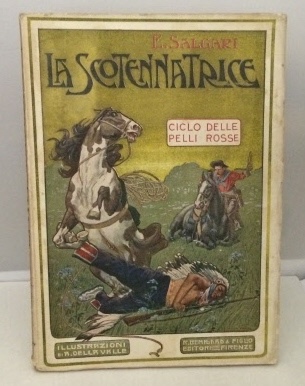 E. SALGARI
LA SCOTENNATRICE
CICLO DELLE
PELLI ROSSE
ILLUSTRAZIONI
DI A. DELLA VALLE
R. BEMPORAD & FIGLIO
EDITORI FIRENZE